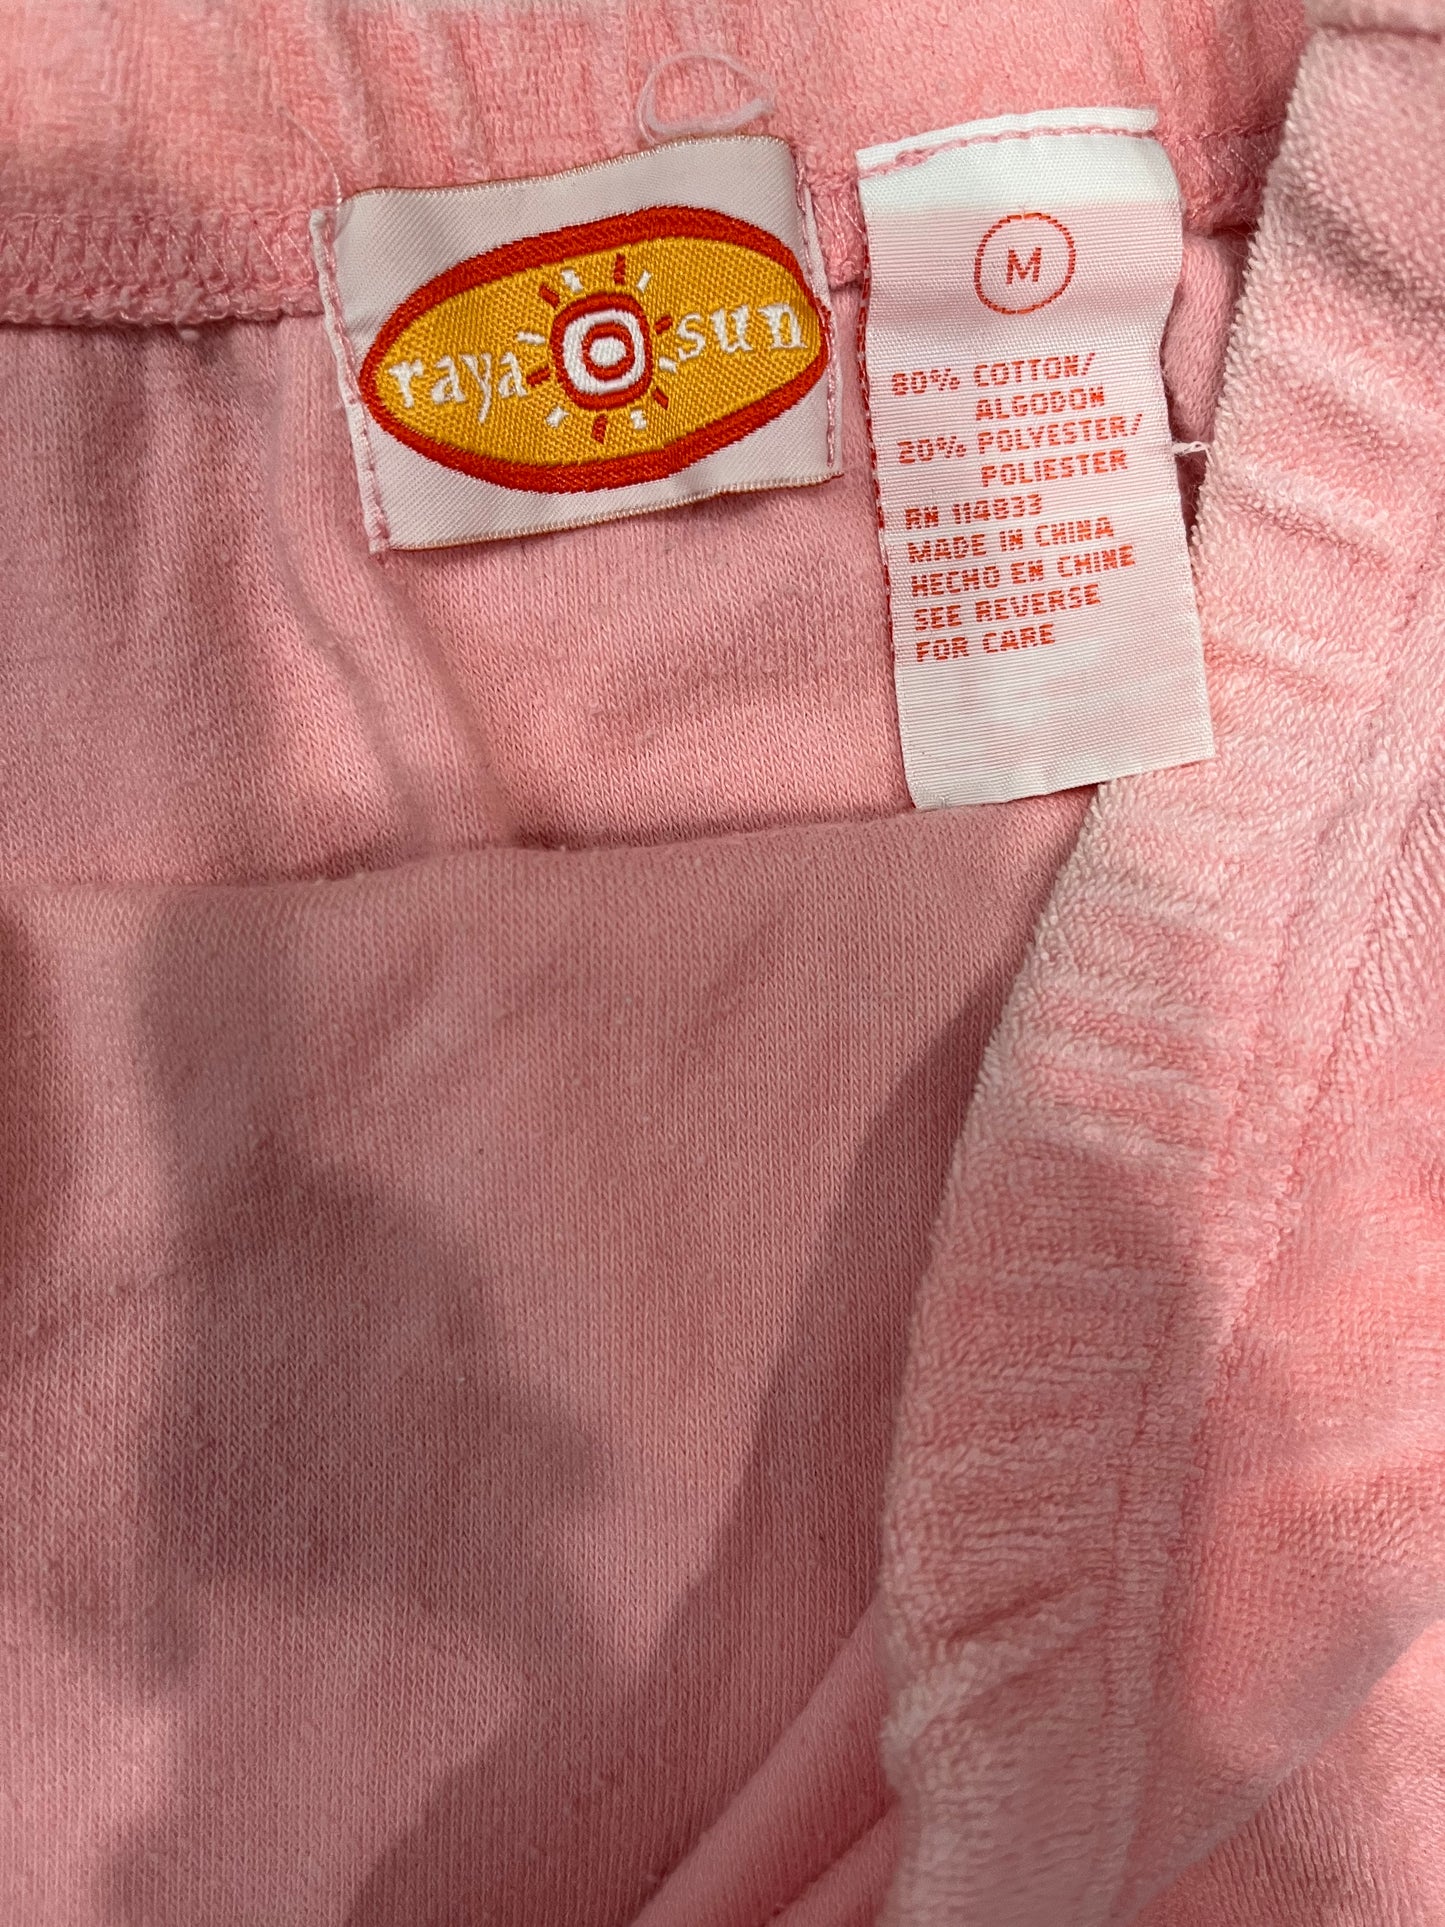 raya sun
M
80% COTTON/
ALGODON
20% POLYESTER/
POLIESTER
RN 114833
MADE IN CHINA
HECHO EN CHINE
SEE REVERSE
FOR CARE